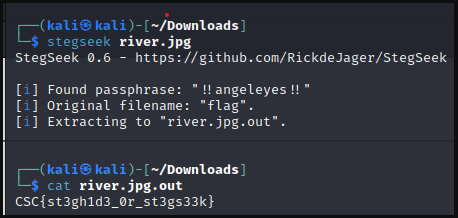 ┌──(kali㉿kali)-[~/Downloads]
└─$ stegseek river.jpg
StegSeek 0.6 - https://github.com/RickdeJager/StegSeek
[i] Found passphrase: "!!angeleyes!!"
[i] Original filename: "flag".
[i] Extracting to "river.jpg.out".
┌──(kali㉿kali)-[~/Downloads]
└─$ cat river.jpg.out
CSC{st3gh1d3_0r_st3gs33k}